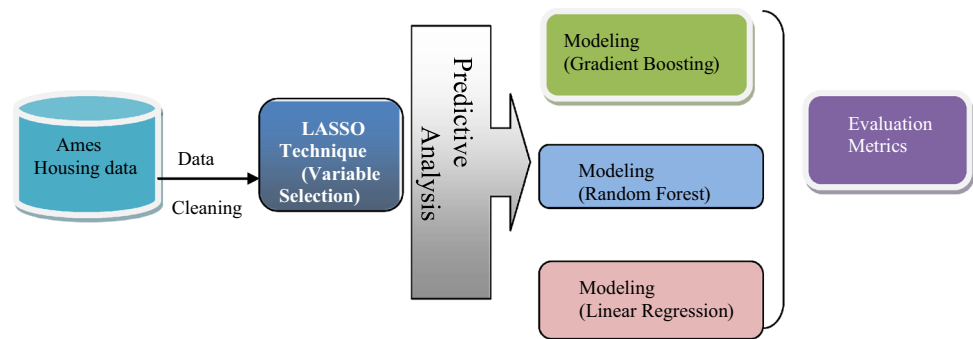 Ames
Housing data
Data
Cleaning
LASSO
Technique
(Variable
Selection)
Predictive
Analysis
Modeling
(Gradient Boosting)
Modeling
(Random Forest)
Modeling
(Linear Regression)
Evaluation
Metrics